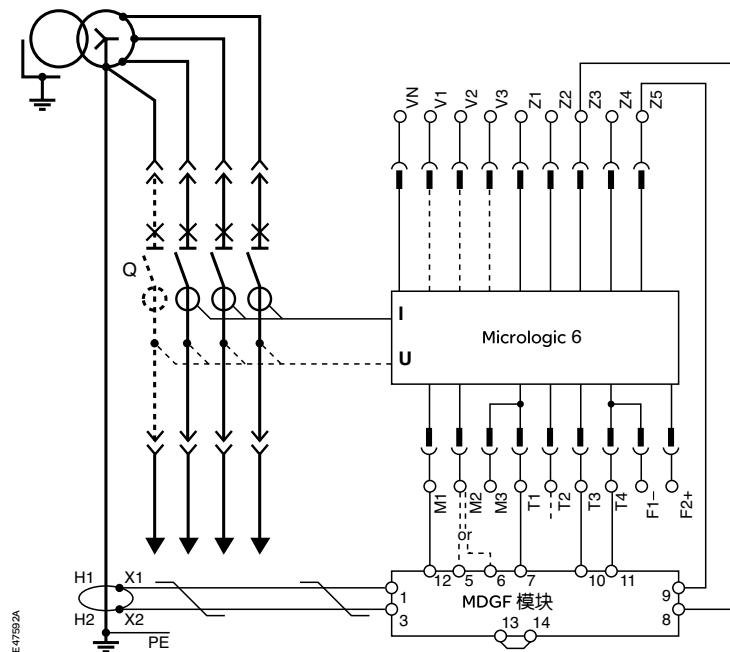 VN V1 V2 V3 Z1 Z2 Z3 Z4 Z5
Q
I
Micrologic 6
U
M1 M2 M3 T1 T2 T3 T4 F1– F2+
or
12 5 6 7 10 11
H1 X1
1
MDGF 模块
9
H2 X2
3
8
13 14
PE
E47592A